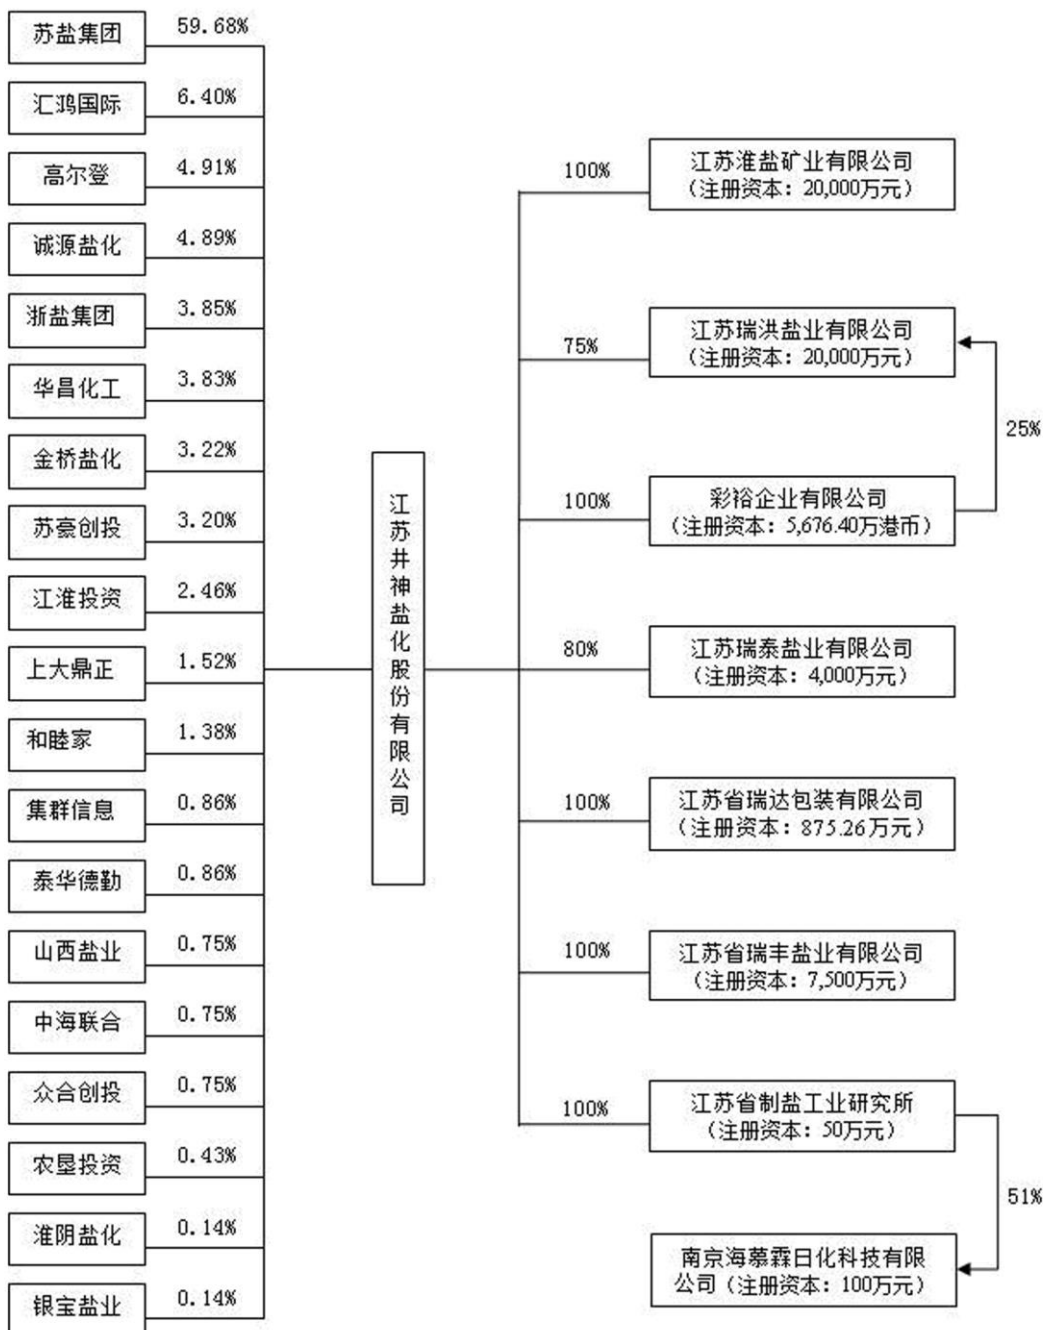 苏盐集团 59.68%
汇鸿国际 6.40%
高尔登 4.91%
诚源盐化 4.89%
浙盐集团 3.85%
华昌化工 3.83%
金桥盐化 3.22%
苏豪创投 3.20%
江淮投资 2.46%
上大鼎正 1.52%
和睦家 1.38%
集群信息 0.86%
泰华德勤 0.86%
山西盐业 0.75%
中海联合 0.75%
众合创投 0.75%
农垦投资 0.43%
淮阴盐化 0.14%
银宝盐业 0.14%
江苏井神盐化股份有限公司
100%
江苏淮盐矿业有限公司
（注册资本：20,000万元）
75%
江苏瑞洪盐业有限公司
（注册资本：20,000万元）
25%
100%
彩裕企业有限公司
（注册资本：5,676.40万港币）
80%
江苏瑞泰盐业有限公司
（注册资本：4,000万元）
100%
江苏省瑞达包装有限公司
（注册资本：875.26万元）
100%
江苏省瑞丰盐业有限公司
（注册资本：7,500万元）
100%
江苏省制盐工业研究所
（注册资本：50万元）
51%
南京海慕霖日化科技有限
公司（注册资本：100万元）